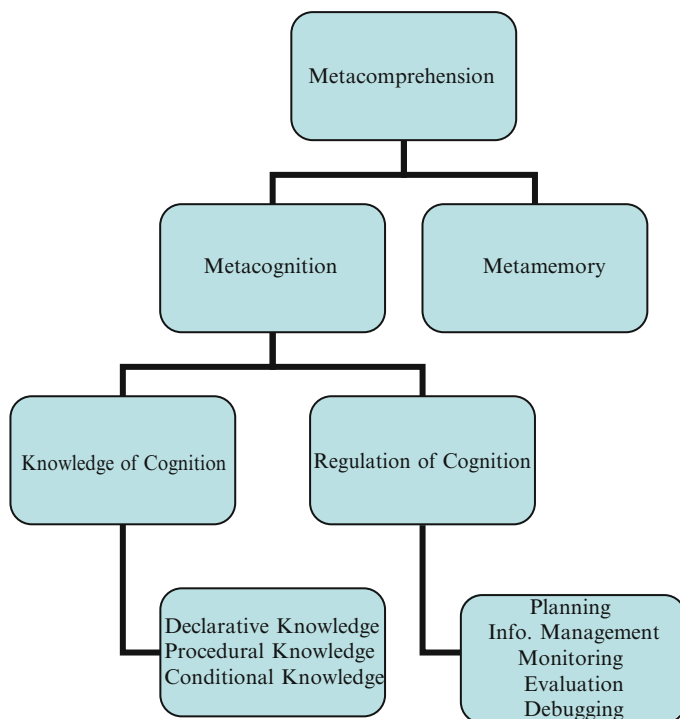 Metacomprehension
Metacognition
Metamemory
Knowledge of Cognition
Regulation of Cognition
Declarative Knowledge
Procedural Knowledge
Conditional Knowledge
Planning
Info. Management
Monitoring
Evaluation
Debugging